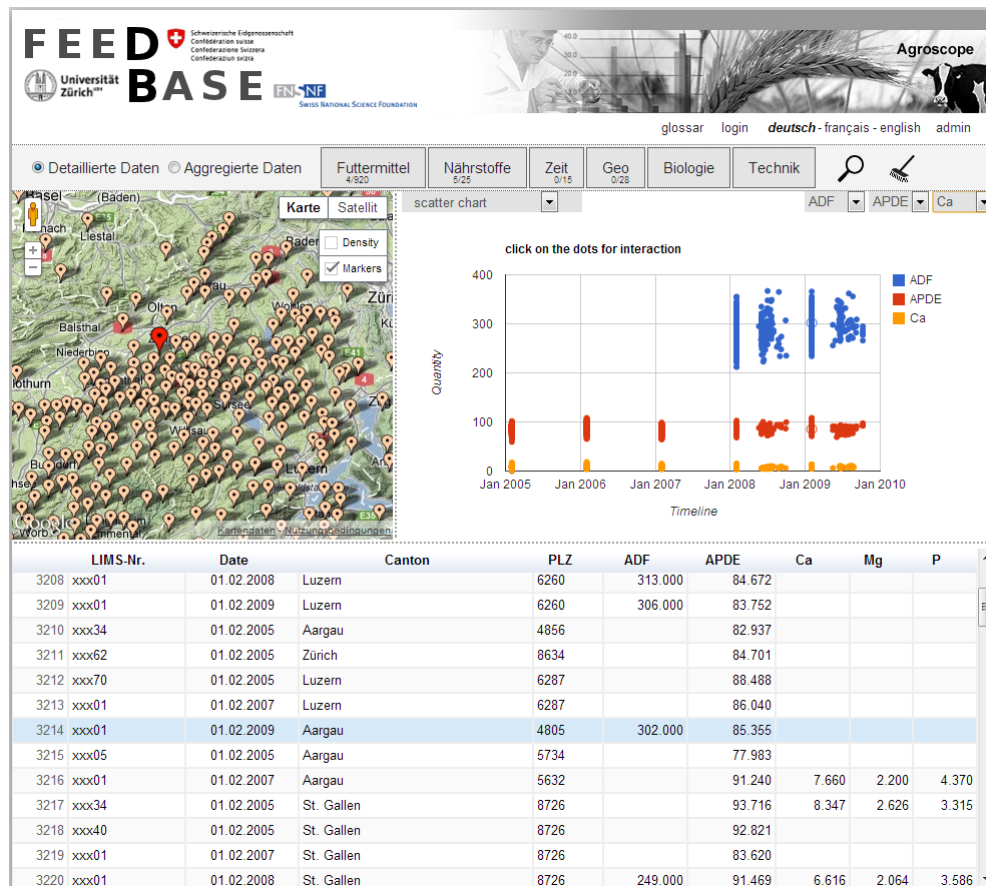 FEED
BASE
Schweizerische Eidgenossenschaft
Confédération suisse
Confederazione Svizzera
Confederaziun svizra
Universität
Zürich
FNSNF
SWISS NATIONAL SCIENCE FOUNDATION
40.0
Agroscope
glossar login deutsch - français - english admin
Detaillierte Daten Aggregierte Daten
Futtermittel 4/920
Nährstoffe 5/25
Zeit 0/15
Geo 0/28
Biologie
Technik
Basel
(Baden)
Liestal
Karte Satellit
Density
Markers
Olten
Balsthal
E41
4
Sursee
Luzern
Google
Kartendaten - Nutzungsbedingungen
Worb
scatter chart
ADF APDE Ca
click on the dots for interaction
400
300
200
100
0
Quantity
Jan 2005 Jan 2006 Jan 2007 Jan 2008 Jan 2009 Jan 2010
Timeline
ADF
APDE
Ca
LIMS-Nr. Date Canton PLZ ADF APDE Ca Mg P
3208 xxx01 01.02.2008 Luzern 6260 313.000 84.672
3209 xxx01 01.02.2009 Luzern 6260 306.000 83.752
3210 xxx34 01.02.2005 Aargau 4856 82.937
3211 xxx62 01.02.2005 Zürich 8634 84.701
3212 xxx70 01.02.2005 Luzern 6287 88.488
3213 xxx01 01.02.2007 Luzern 6287 86.040
3214 xxx01 01.02.2009 Aargau 4805 302.000 85.355
3215 xxx05 01.02.2005 Aargau 5734 77.983
3216 xxx01 01.02.2007 Aargau 5632 91.240 7.660 2.200 4.370
3217 xxx34 01.02.2005 St. Gallen 8726 93.716 8.347 2.626 3.315
3218 xxx40 01.02.2005 St. Gallen 8726 92.821
3219 xxx01 01.02.2007 St. Gallen 8726 83.620
3220 xxx01 01.02.2008 St. Gallen 8726 249.000 91.469 6.616 2.064 3.586